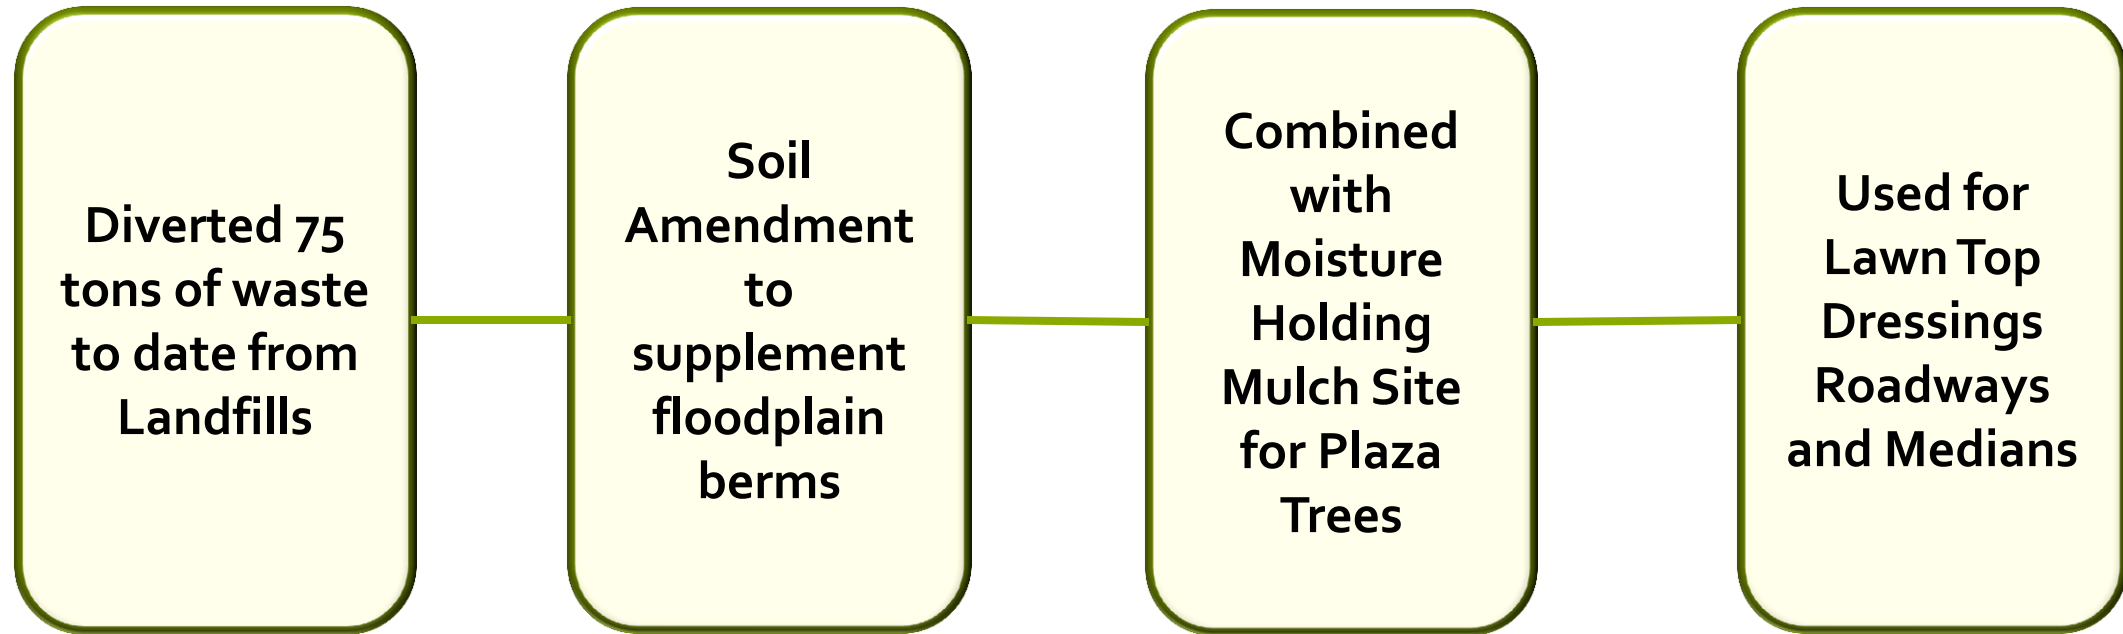 Diverted 75
tons of waste
to date from
Landfills
Soil
Amendment
to
supplement
floodplain
berms
Combined
with
Moisture
Holding
Mulch Site
for Plaza
Trees
Used for
Lawn Top
Dressings
Roadways
and Medians